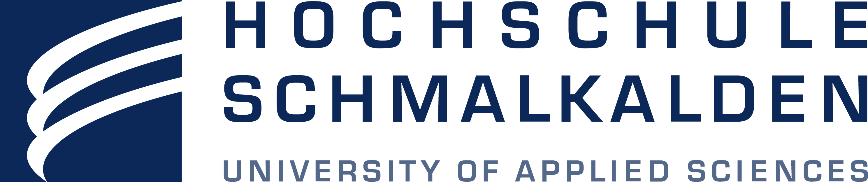 HOCHSCHULE
SCHMALKALDEN
UNIVERSITY OF APPLIED SCIENCES